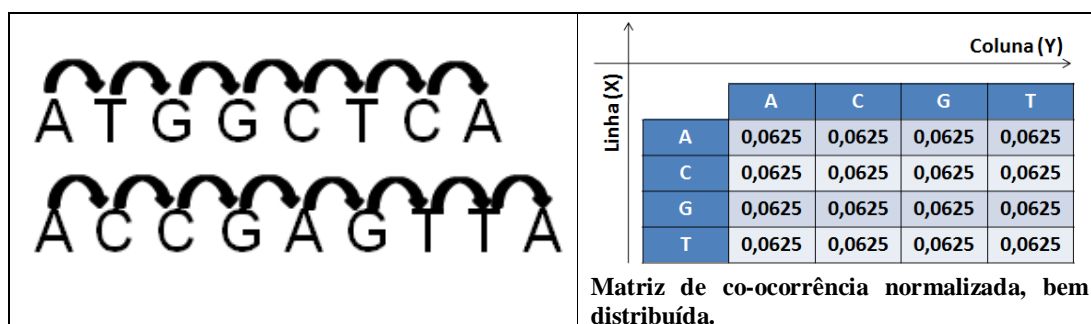 A T G G C T C A
A C C G A G T T A
Coluna (Y)
Linha (X)
A C G T
A 0,0625 0,0625 0,0625 0,0625
C 0,0625 0,0625 0,0625 0,0625
G 0,0625 0,0625 0,0625 0,0625
T 0,0625 0,0625 0,0625 0,0625
Matriz de co-ocorrência normalizada, bem
distribuída.